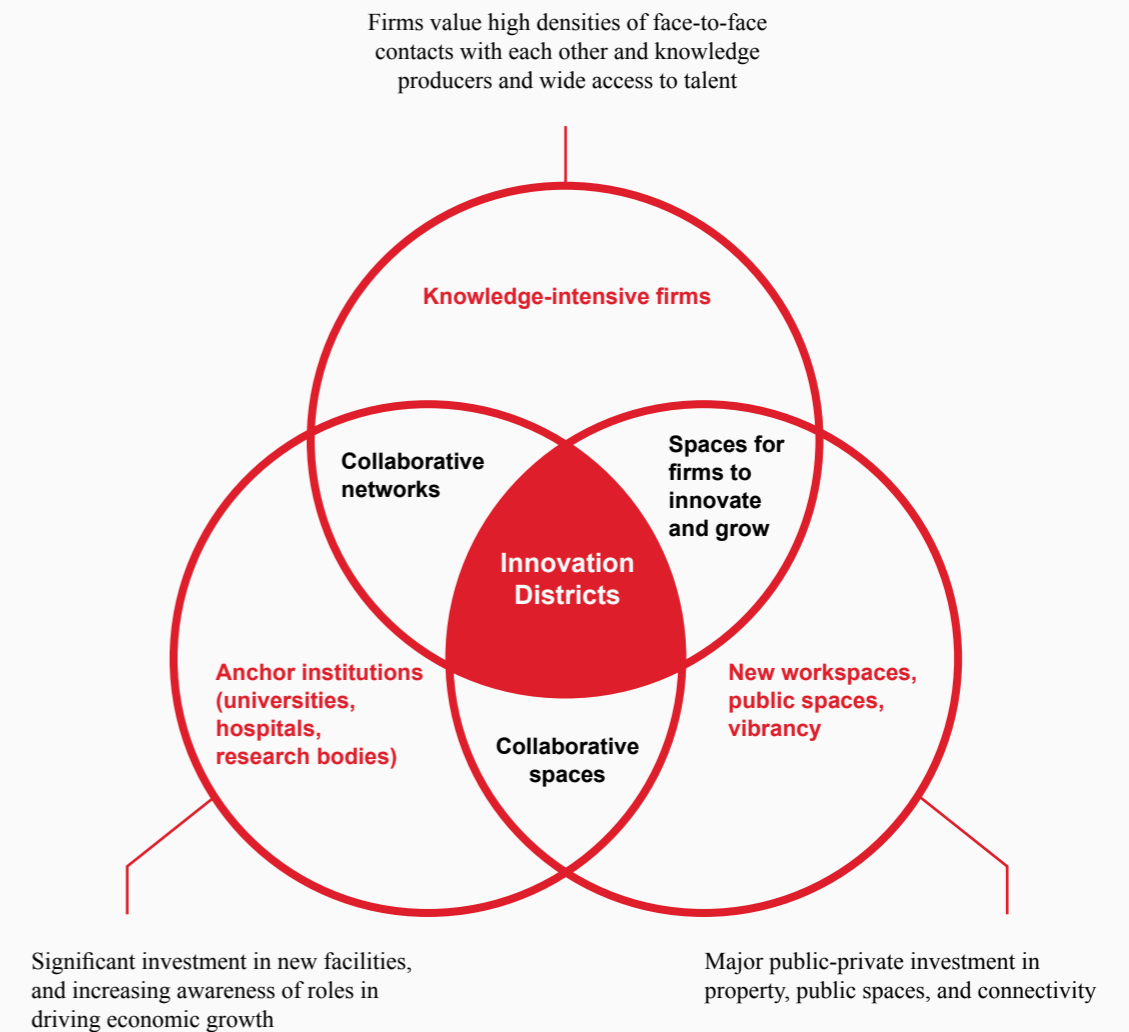 Firms value high densities of face-to-face
contacts with each other and knowledge
producers and wide access to talent
Knowledge-intensive firms
Collaborative
networks
Spaces for
firms to
innovate
and grow
Innovation
Districts
Anchor institutions
(universities,
hospitals,
research bodies)
New workspaces,
public spaces,
vibrancy
Collaborative
spaces
Significant investment in new facilities,
and increasing awareness of roles in
driving economic growth
Major public-private investment in
property, public spaces, and connectivity